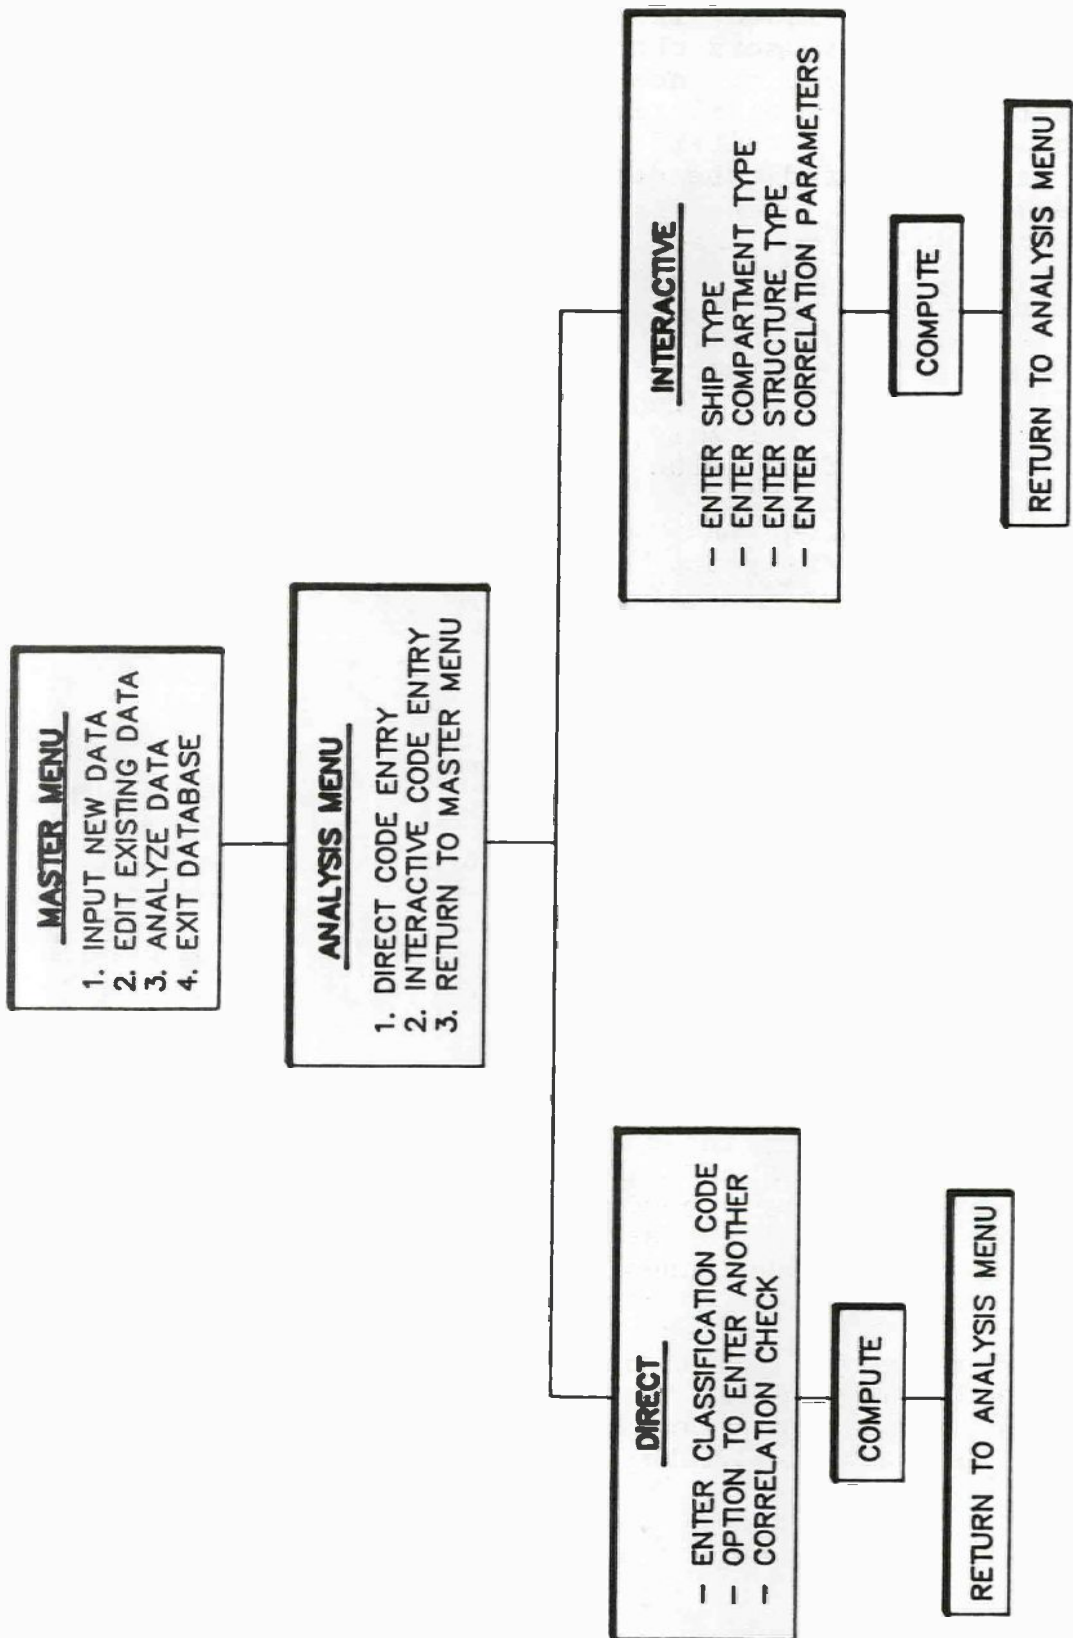 MASTER MENU
1. INPUT NEW DATA
2. EDIT EXISTING DATA
3. ANALYZE DATA
4. EXIT DATABASE
ANALYSIS MENU
1. DIRECT CODE ENTRY
2. INTERACTIVE CODE ENTRY
3. RETURN TO MASTER MENU
DIRECT
- ENTER CLASSIFICATION CODE
- OPTION TO ENTER ANOTHER
- CORRELATION CHECK
COMPUTE
RETURN TO ANALYSIS MENU
INTERACTIVE
- ENTER SHIP TYPE
- ENTER COMPARTMENT TYPE
- ENTER STRUCTURE TYPE
- ENTER CORRELATION PARAMETERS
COMPUTE
RETURN TO ANALYSIS MENU